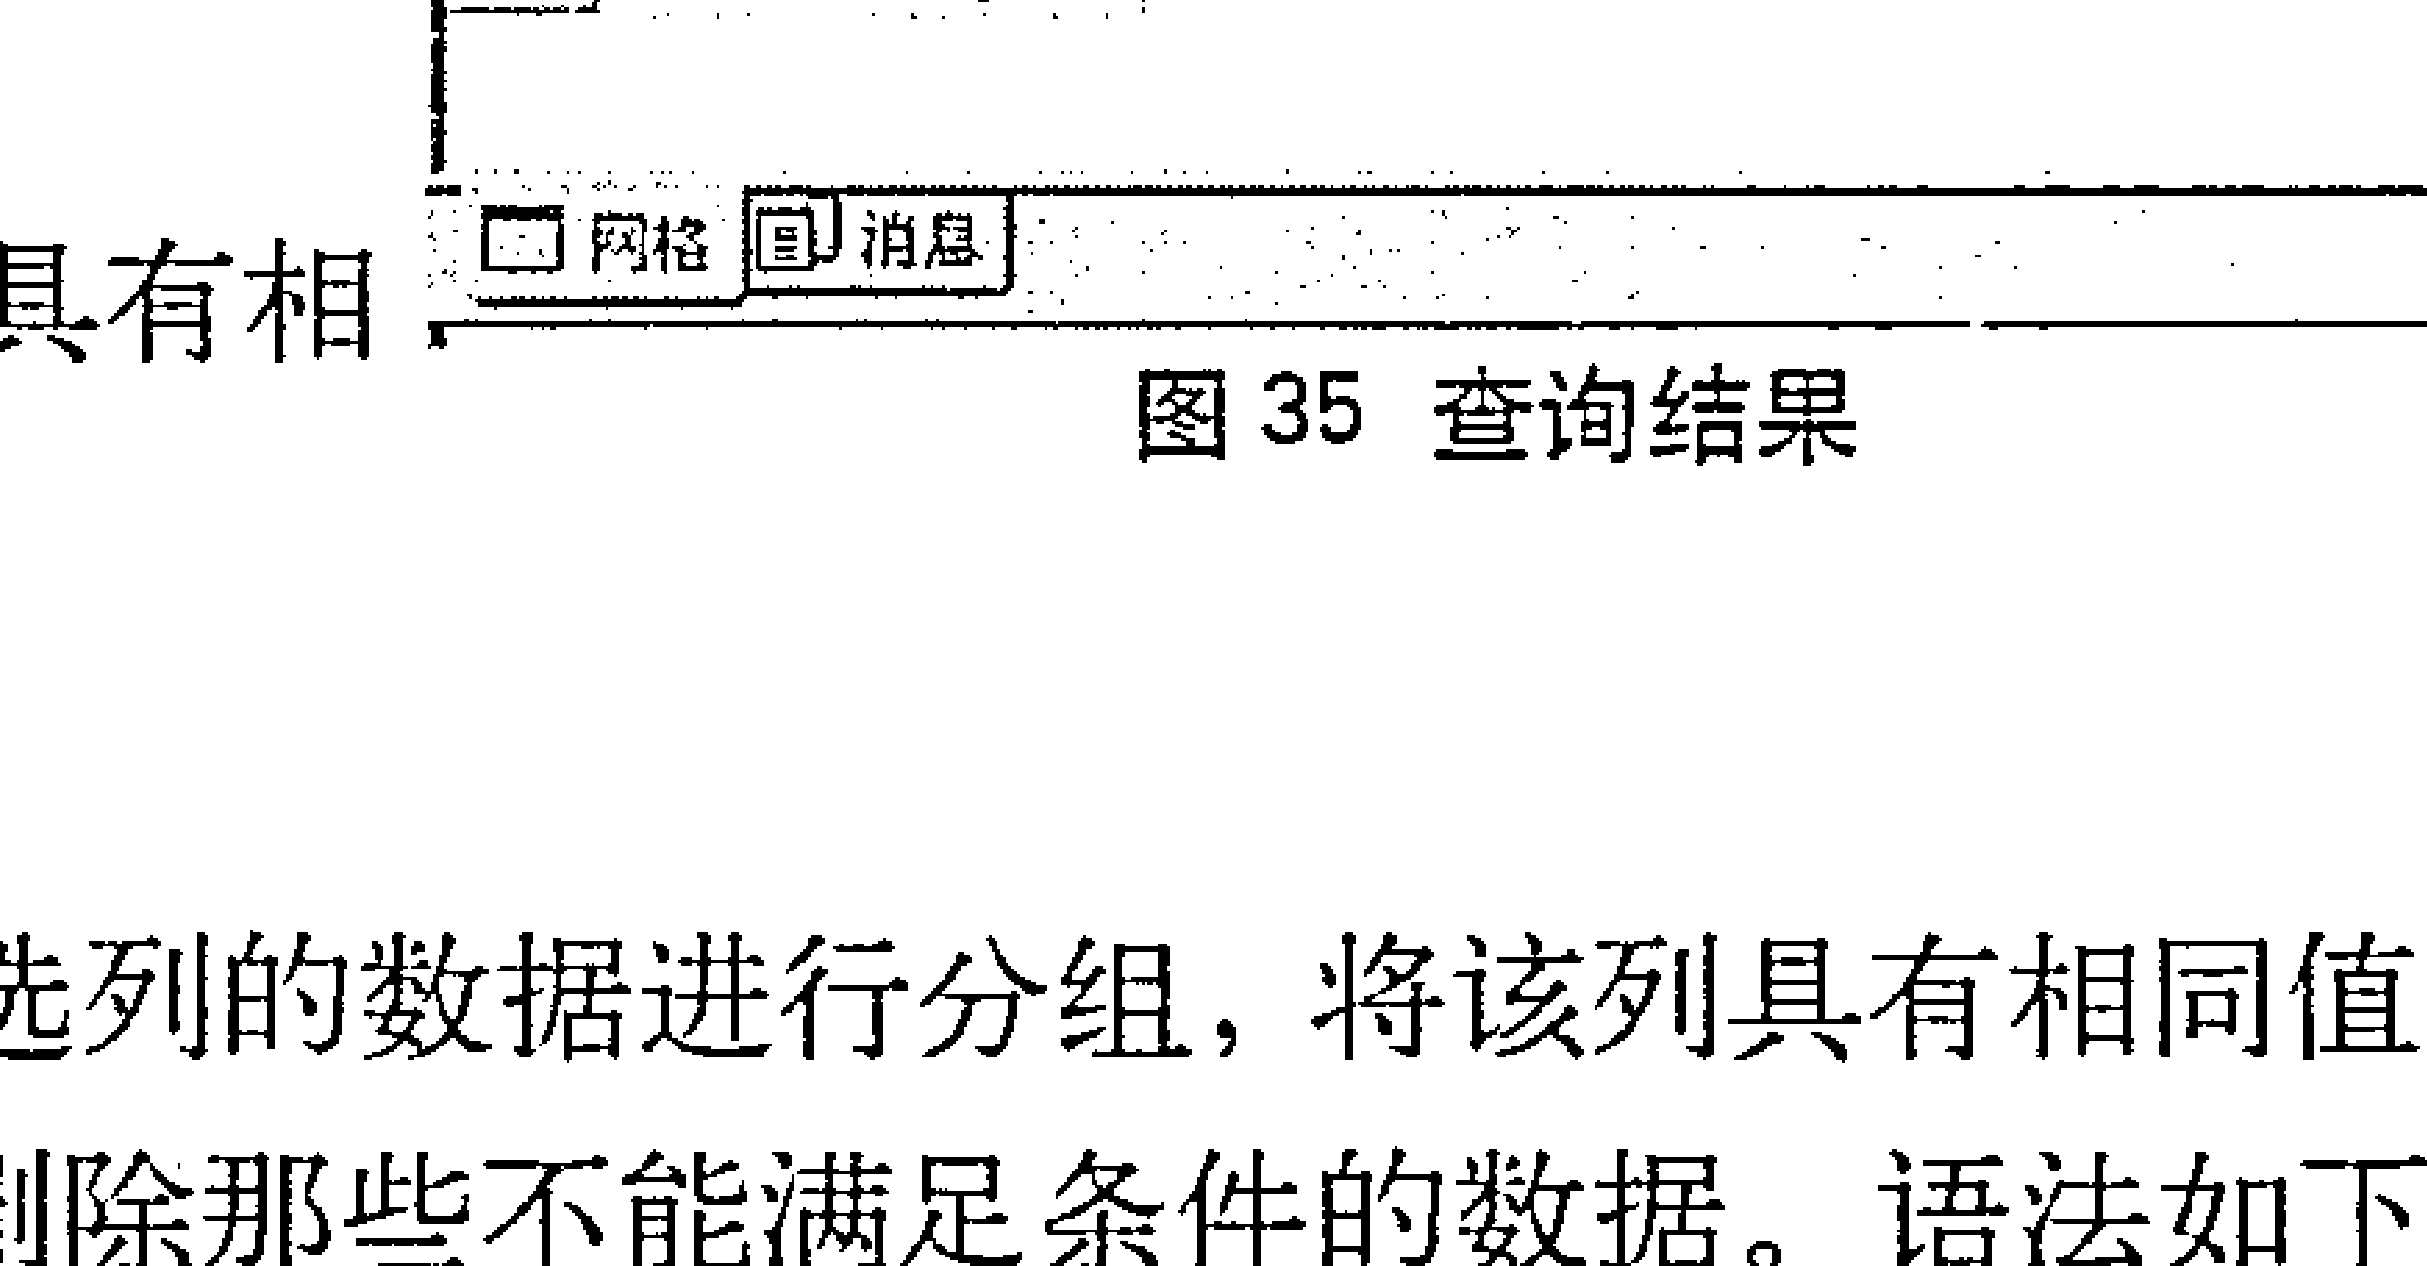 网格 消息
具有相
图 35 查询结果
选列的数据进行分组，将该列具有相同值
删除那些不能满足条件的数据。语法如下